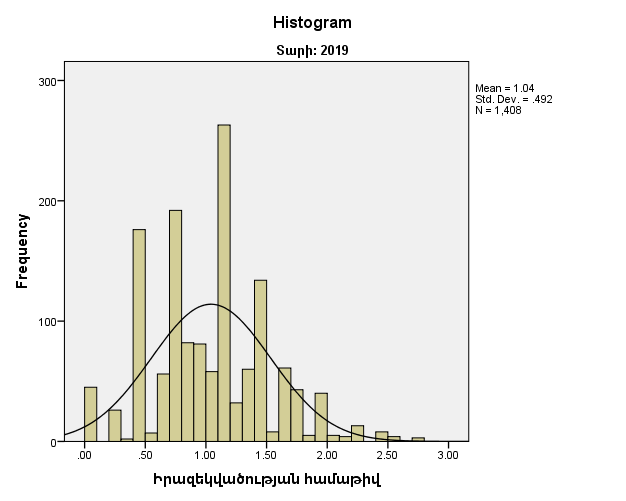 Histogram
Տարի: 2019
Mean = 1.04
Std. Dev. = .492
N = 1,408
Frequency
300
200
100
0
.00 .50 1.00 1.50 2.00 2.50 3.00
Իրազեկվածության համաթիվ